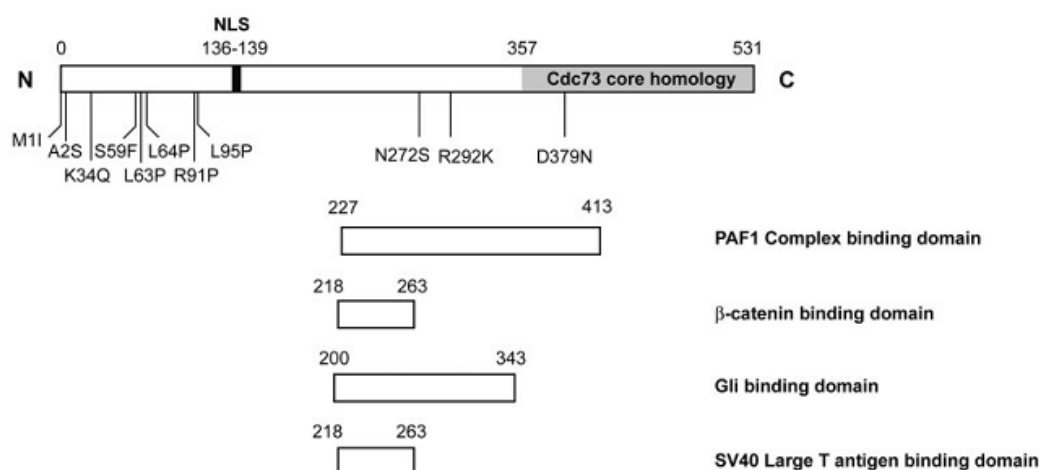 NLS
0 136-139 357 531
N Cdc73 core homology C
M1I
A2S S59F L64P L95P N272S R292K D379N
K34Q L63P R91P
227 413
PAF1 Complex binding domain
218 263
β-catenin binding domain
200 343
Gli binding domain
218 263
SV40 Large T antigen binding domain